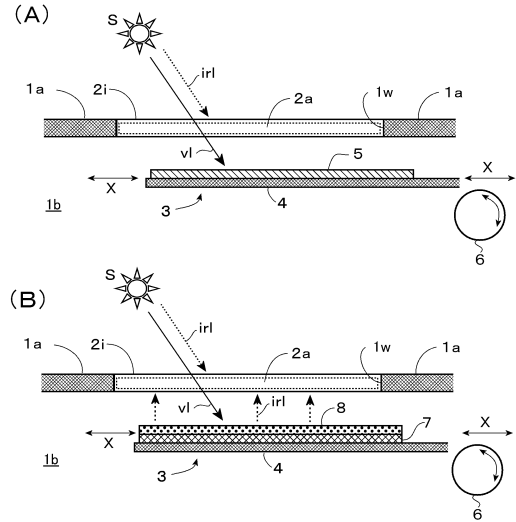 (A)
S
irl
1a 2i 2a 1w 1a
vl
5
X X
1b 3 4
6
(B)
S
irl
1a 2i 2a 1w 1a
vl irl 8
7
X X
1b 3 4
6